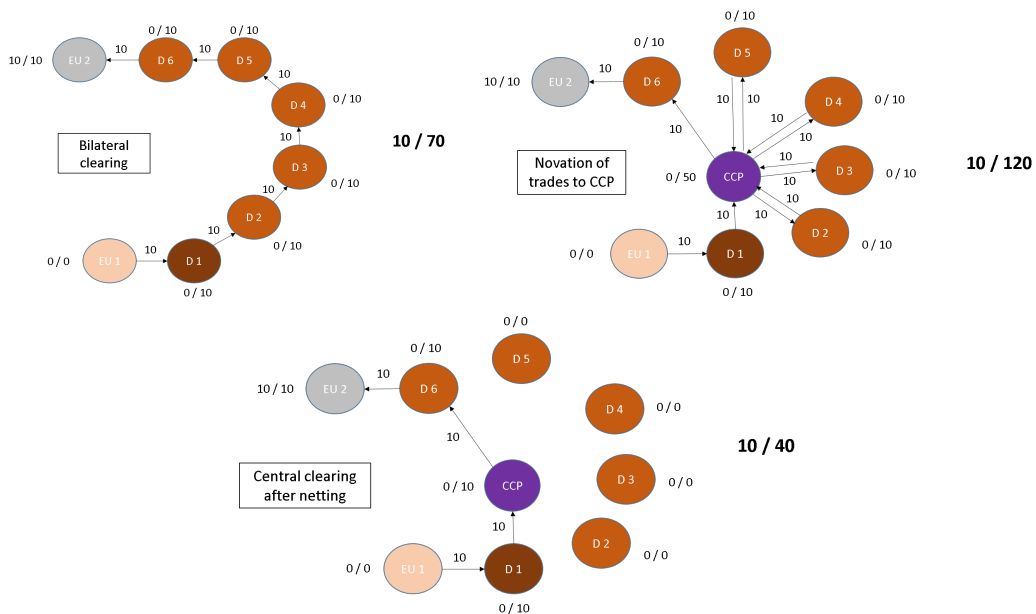 0 / 10
0 / 10
10 / 10
EU 2
10
D 6
10
D 5
10
D 4
0 / 10
Bilateral
clearing
10
D 3
0 / 10
10
D 2
0 / 10
10
0 / 0
EU 1
10
D 1
0 / 10
10 / 70
0 / 10
D 5
0 / 10
10 / 10
EU 2
10
D 6
10
10
10
D 4
0 / 10
10
10
Novation of
trades to CCP
0 / 50
CCP
10
10
D 3
0 / 10
10
10
10
D 2
0 / 10
0 / 0
EU 1
10
D 1
0 / 10
10 / 120
0 / 0
D 5
0 / 10
10 / 10
EU 2
10
D 6
10
D 4
0 / 0
Central clearing
after netting
0 / 10
CCP
D 3
0 / 0
10
D 2
0 / 0
0 / 0
EU 1
10
D 1
0 / 10
10 / 40